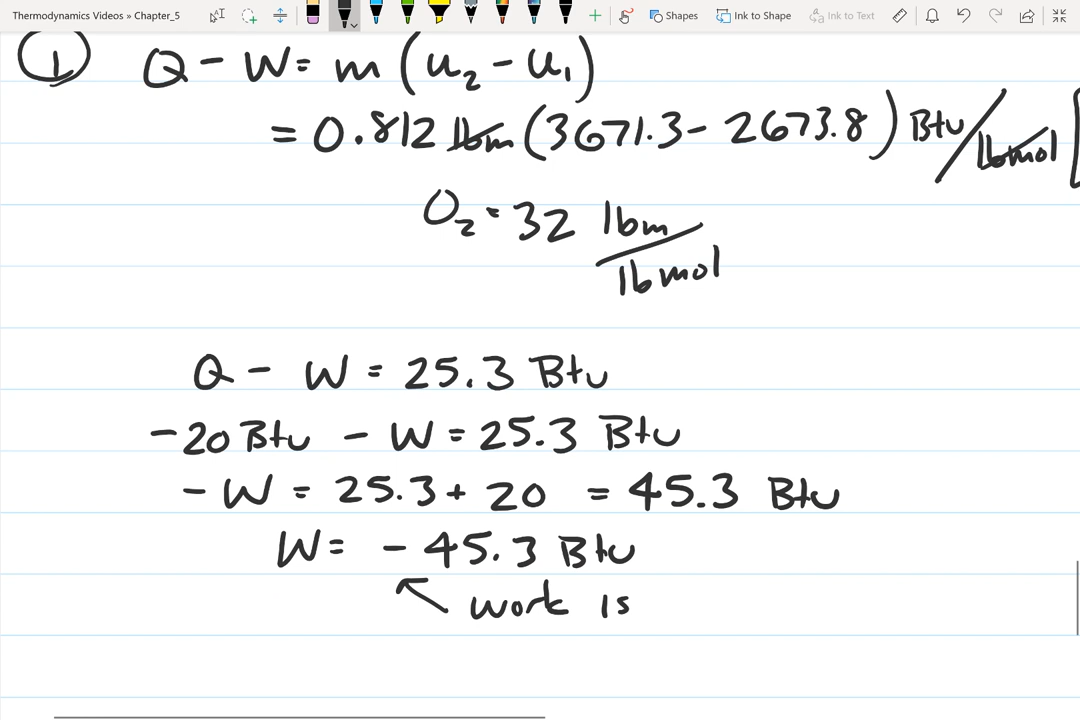 Thermodynamics Videos » Chapter_5
Shapes
Ink to Shape
Ink to Text
1 Q - W = m (u₂ - u₁)
= 0.812 lbm (3671.3 - 2673.8) Btu/lbmol [
O₂ = 32 lbm/lbmol
Q - W = 25.3 Btu
-20 Btu - W = 25.3 Btu
- W = 25.3 + 20 = 45.3 Btu
W = - 45.3 Btu
↖ work is